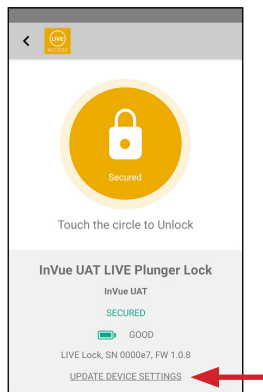 LIVE
ACCESS
Secured
Touch the circle to Unlock
InVue UAT LIVE Plunger Lock
InVue UAT
SECURED
GOOD
LIVE Lock, SN 0000e7, FW 1.0.8
UPDATE DEVICE SETTINGS